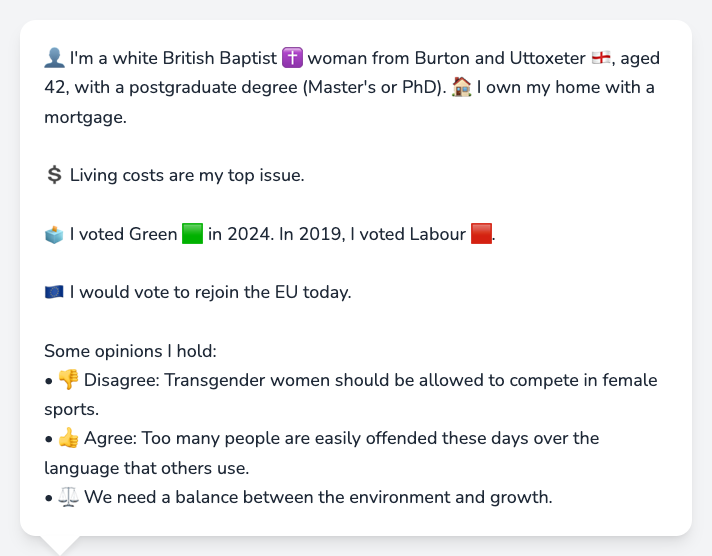 👤 I'm a white British Baptist ✝️ woman from Burton and Uttoxeter 🏴󠁧󠁢󠁥󠁮󠁧󠁿, aged
42, with a postgraduate degree (Master's or PhD). 🏠 I own my home with a
mortgage.
💲 Living costs are my top issue.
🗳️ I voted Green 🟩 in 2024. In 2019, I voted Labour 🟥.
🇪🇺 I would vote to rejoin the EU today.
Some opinions I hold:
• 👎 Disagree: Transgender women should be allowed to compete in female
sports.
• 👍 Agree: Too many people are easily offended these days over the
language that others use.
• ⚖️ We need a balance between the environment and growth.